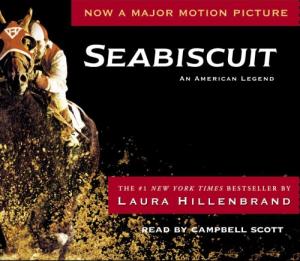 NOW A MAJOR MOTION PICTURE
SEABISCUIT
AN AMERICAN LEGEND
THE #1 NEW YORK TIMES BESTSELLER BY
LAURA HILLENBRAND
READ BY CAMPBELL SCOTT